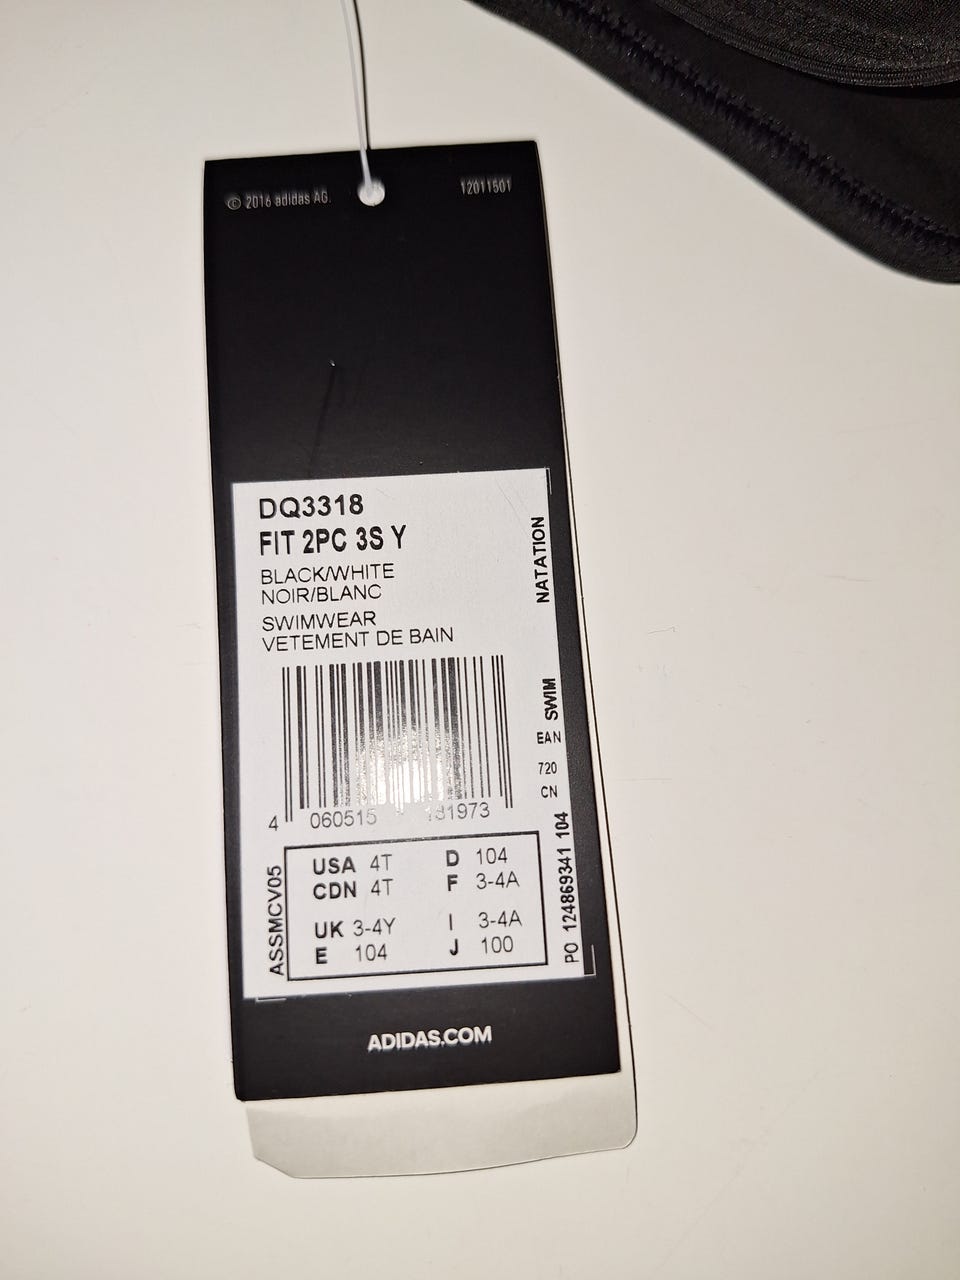 © 2016 adidas AG.
12011501
DQ3318
FIT 2PC 3S Y
BLACK/WHITE
NOIR/BLANC
SWIMWEAR
VETEMENT DE BAIN
NATATION
SWIM
EAN
720
CN
PO 124869341 104
4 060515 181973
ASSMCV05
USA 4T D 104
CDN 4T F 3-4A
UK 3-4Y I 3-4A
E 104 J 100
ADIDAS.COM